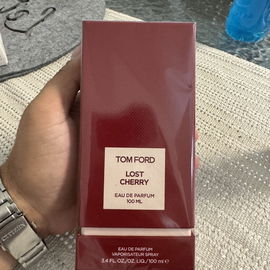 TOM FORD
LOST
CHERRY
EAU DE PARFUM
100 ML
EAU DE PARFUM
VAPORISATEUR SPRAY
3.4 FL.OZ./OZ.LIQ./100 ml ℮